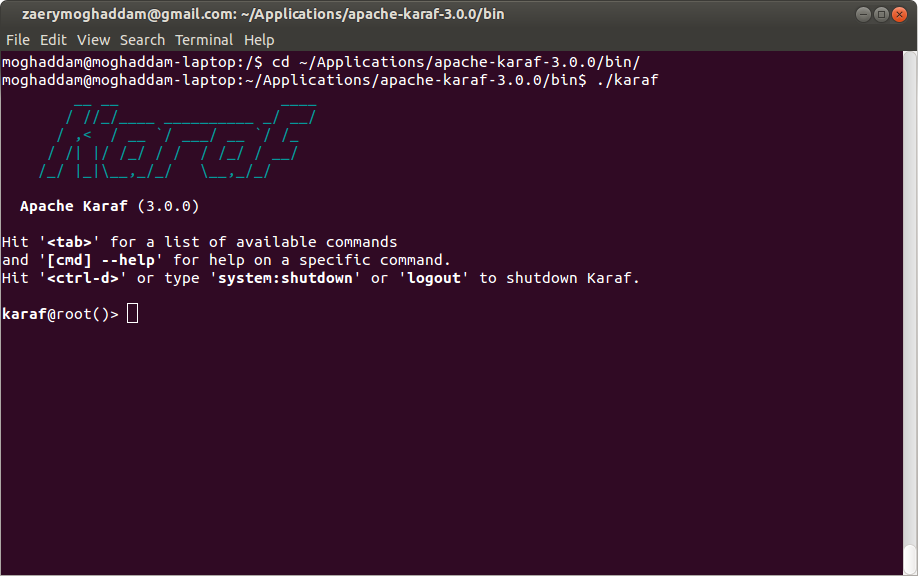 zaerymoghaddam@gmail.com: ~/Applications/apache-karaf-3.0.0/bin
File Edit View Search Terminal Help
moghaddam@moghaddam-laptop:/$ cd ~/Applications/apache-karaf-3.0.0/bin/
moghaddam@moghaddam-laptop:~/Applications/apache-karaf-3.0.0/bin$ ./karaf
        __ __                  ____
       / //_/____ __________ _/ __/
      / ,<  / __ `/ ___/ __ `/ /_
     / /| |/ /_/ / /  / /_/ / __/
    /_/ |_|\__,_/_/   \__,_/_/
Apache Karaf (3.0.0)
Hit '<tab>' for a list of available commands
and '[cmd] --help' for help on a specific command.
Hit '<ctrl-d>' or type 'system:shutdown' or 'logout' to shutdown Karaf.
karaf@root()>